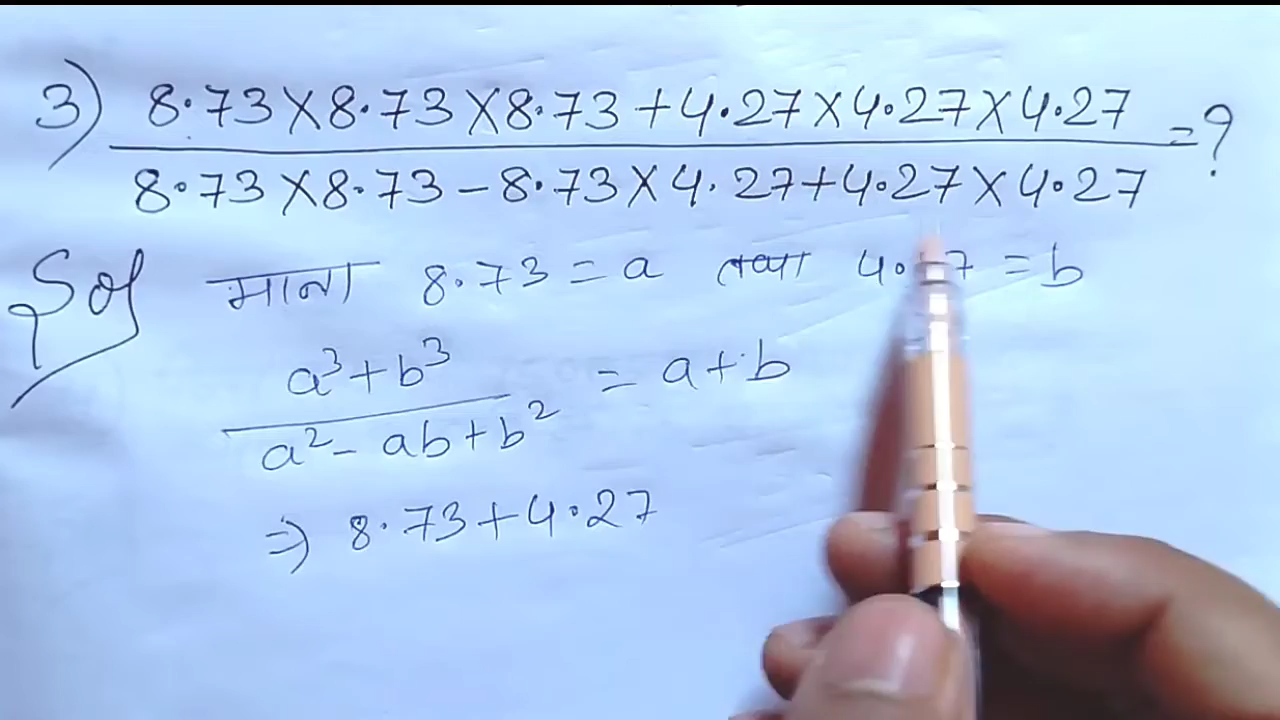 3) 8.73×8.73×8.73+4.27×4.27×4.27
= ?
8.73×8.73-8.73×4.27+4.27×4.27
Sol माना 8.73=a तथा 4.27=b
a³+b³
= a+b
a²-ab+b²
⇒ 8.73+4.27